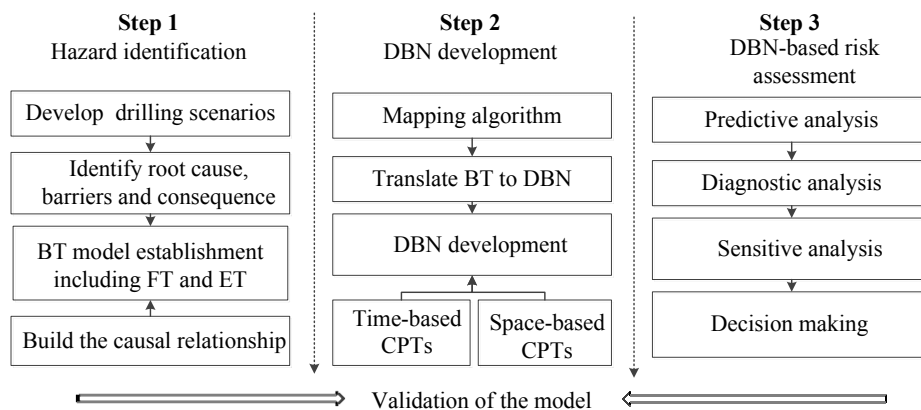 Step 1
Hazard identification
Develop drilling scenarios
Identify root cause,
barriers and consequence
BT model establishment
including FT and ET
Build the causal relationship
Step 2
DBN development
Mapping algorithm
Translate BT to DBN
DBN development
Time-based
CPTs
Space-based
CPTs
Step 3
DBN-based risk
assessment
Predictive analysis
Diagnostic analysis
Sensitive analysis
Decision making
Validation of the model